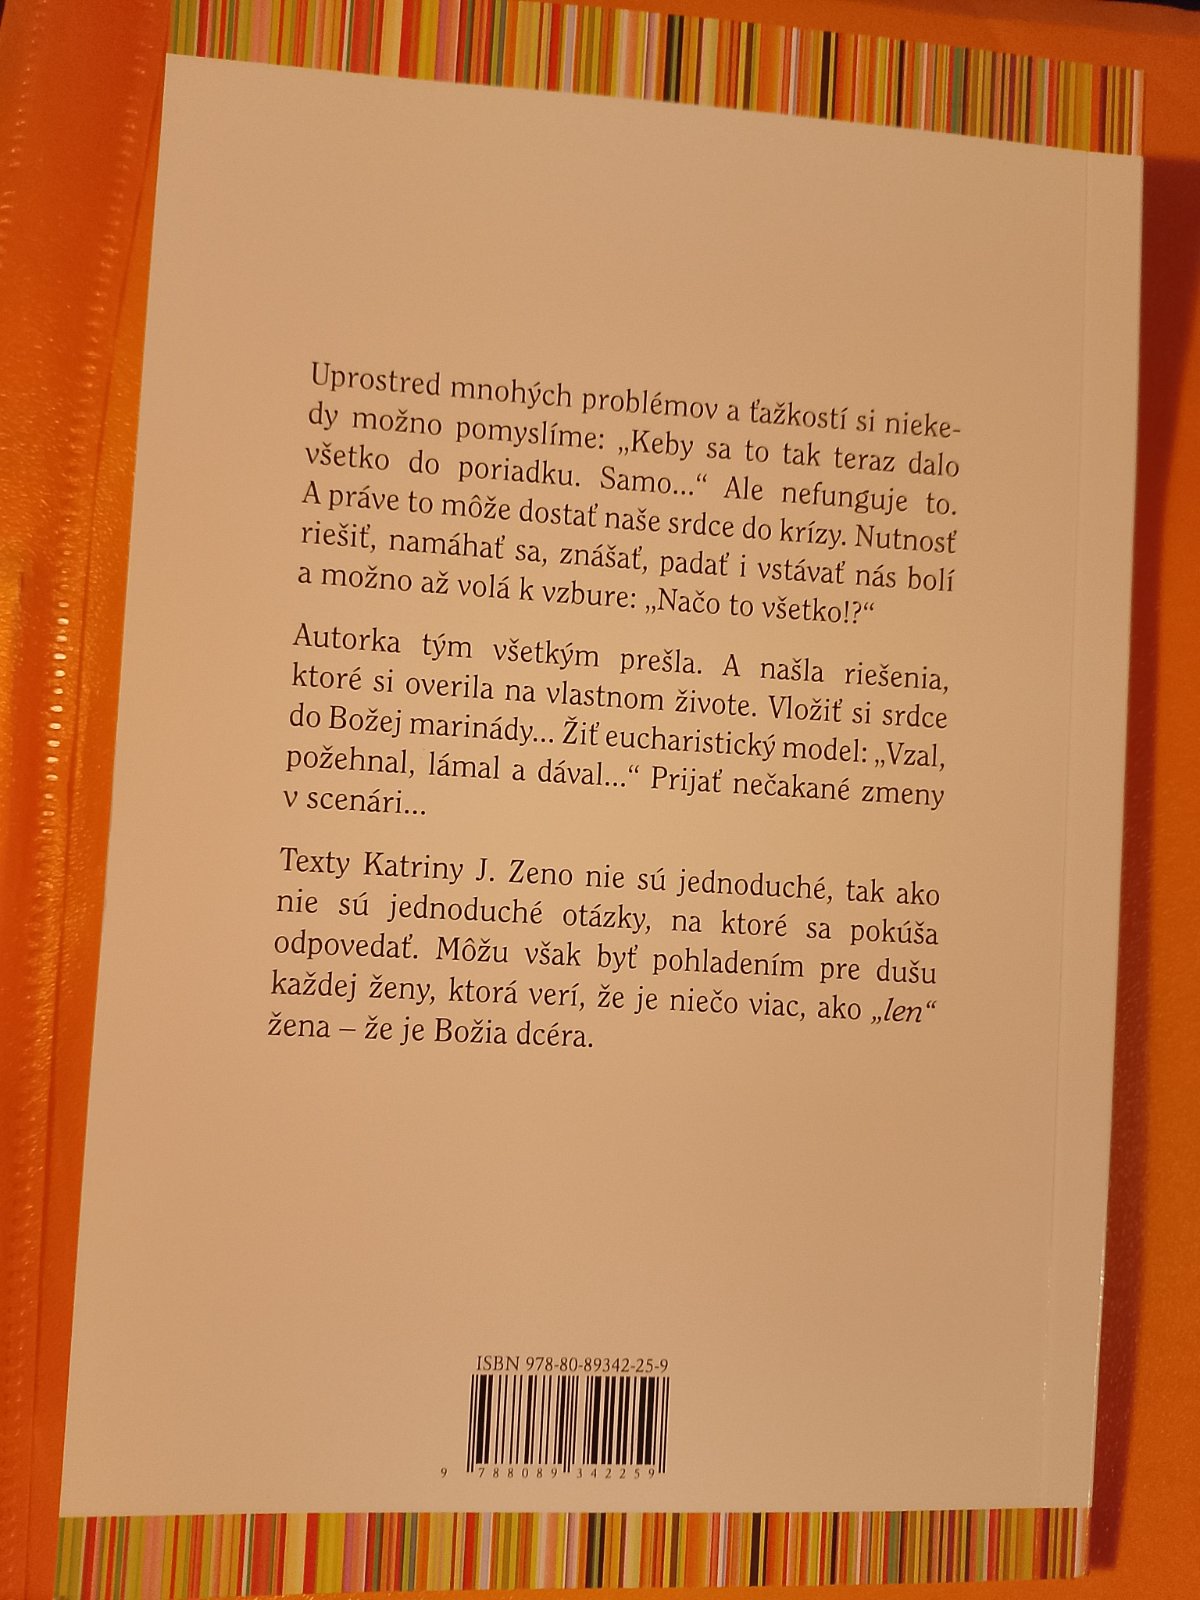 Uprostred mnohých problémov a ťažkostí si nieke-
dy možno pomyslíme: „Keby sa to tak teraz dalo
všetko do poriadku. Samo...“ Ale nefunguje to.
A práve to môže dostať naše srdce do krízy. Nutnosť
riešiť, namáhať sa, znášať, padať i vstávať nás bolí
a možno až volá k vzbure: „Načo to všetko!?“
Autorka tým všetkým prešla. A našla riešenia,
ktoré si overila na vlastnom živote. Vložiť si srdce
do Božej marinády... Žiť eucharistický model: „Vzal,
požehnal, lámal a dával...“ Prijať nečakané zmeny
v scenári...
Texty Katriny J. Zeno nie sú jednoduché, tak ako
nie sú jednoduché otázky, na ktoré sa pokúša
odpovedať. Môžu však byť pohladením pre dušu
každej ženy, ktorá verí, že je niečo viac, ako „len“
žena – že je Božia dcéra.
ISBN 978-80-89342-25-9
9 788089 342259